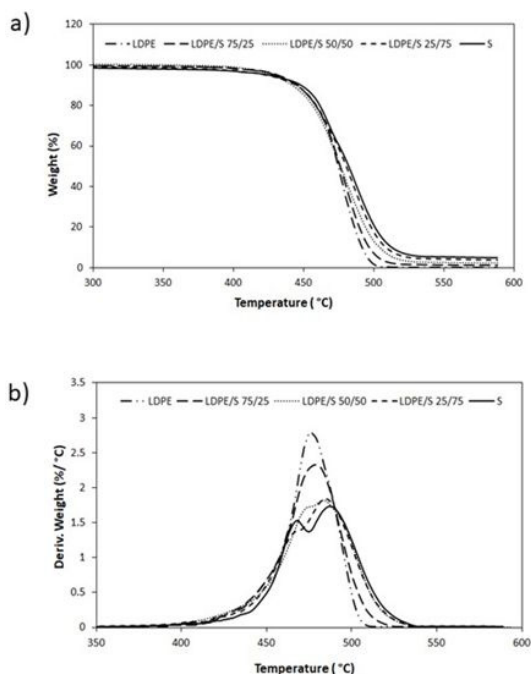 a)
LDPE LDPE/S 75/25 LDPE/S 50/50 LDPE/S 25/75 S
120
100
80
60
40
20
0
Weight (%)
300 350 400 450 500 550 600
Temperature ( °C)
b)
LDPE LDPE/S 75/25 LDPE/S 50/50 LDPE/S 25/75 S
3.5
3
2.5
2
1.5
1
0.5
0
Deriv. Weight (%/ °C)
350 400 450 500 550 600
Temperature (°C)